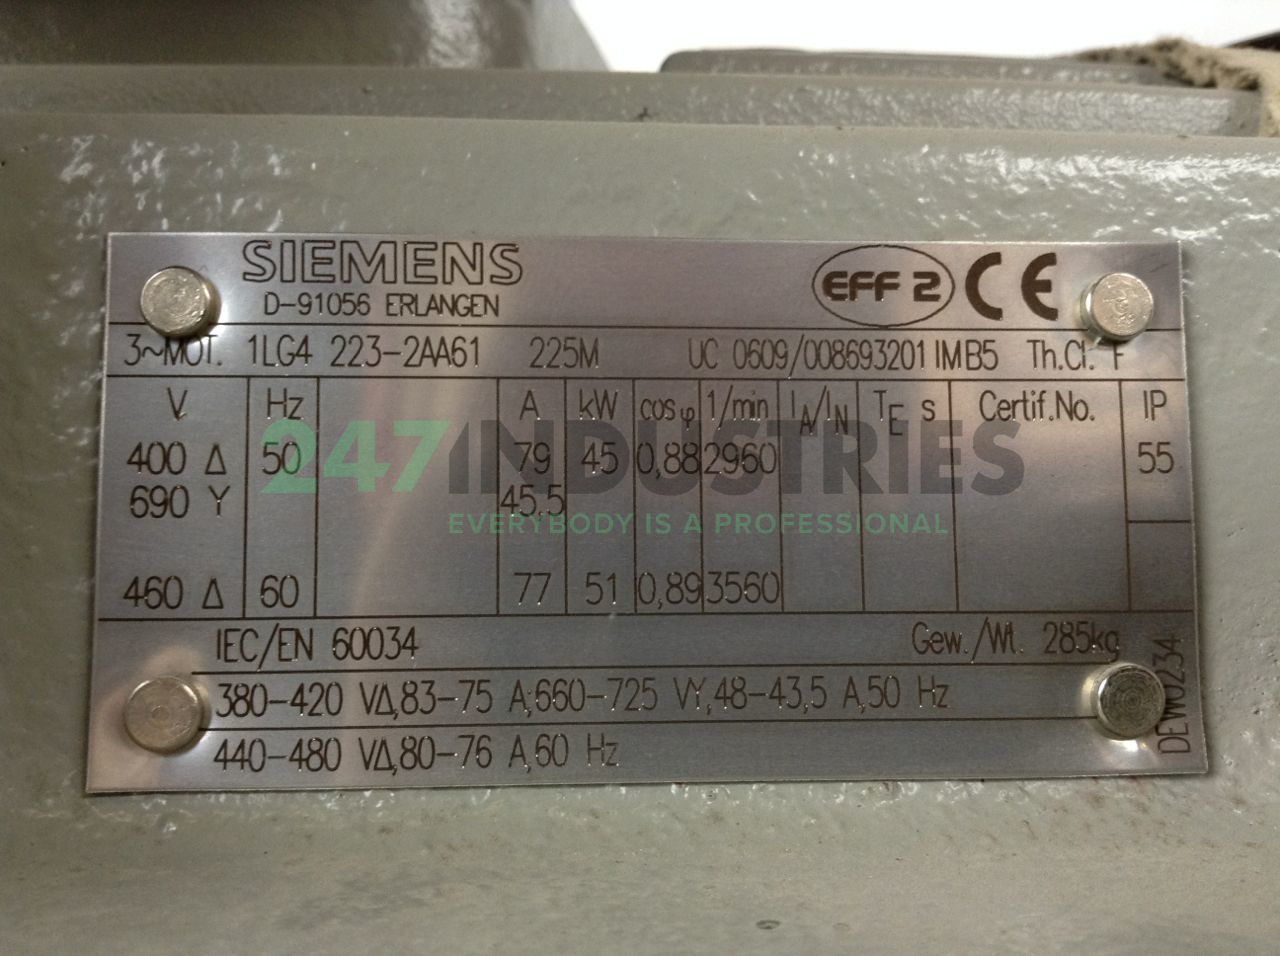 SIEMENS
D-91056 ERLANGEN
EFF 2 CE
3~MOT. 1LG4 223-2AA61 225M UC 0609/008693201 IM B5 Th.Cl. F
V Hz A kW cosφ 1/min IA/IN TE s Certif.No. IP
400 Δ 50 79 45 0,88 2960 55
690 Y 45,5
460 Δ 60 77 51 0,89 3560
IEC/EN 60034 Gew./Wt. 285kg
380-420 VΔ,83-75 A,660-725 VY,48-43,5 A,50 Hz
440-480 VΔ,80-76 A,60 Hz
DEW0234
247INDUSTRIES
EVERYBODY IS A PROFESSIONAL